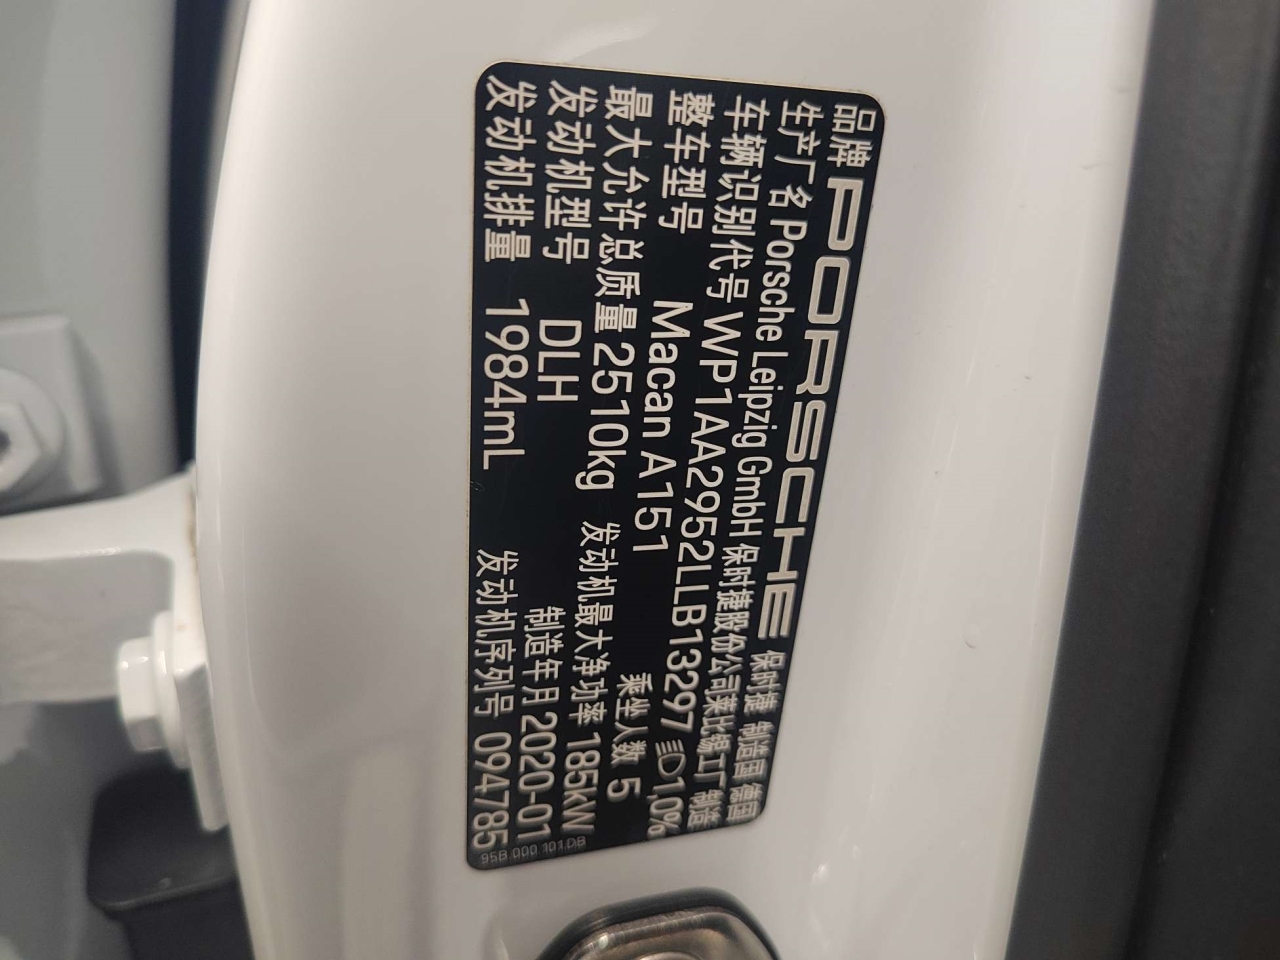 品牌 PORSCHE 保时捷 制造国 德国
生产厂名 Porsche Leipzig GmbH 保时捷股份公司莱比锡工厂 制造
车辆识别代号 WP1AA2952LLB13297 1,0%
整车型号 Macan A151 乘坐人数 5
最大允许总质量 2510kg 发动机最大净功率 185kW
发动机型号 DLH 制造年月 2020-01
发动机排量 1984mL 发动机序列号 094785
95B.000.101.DB